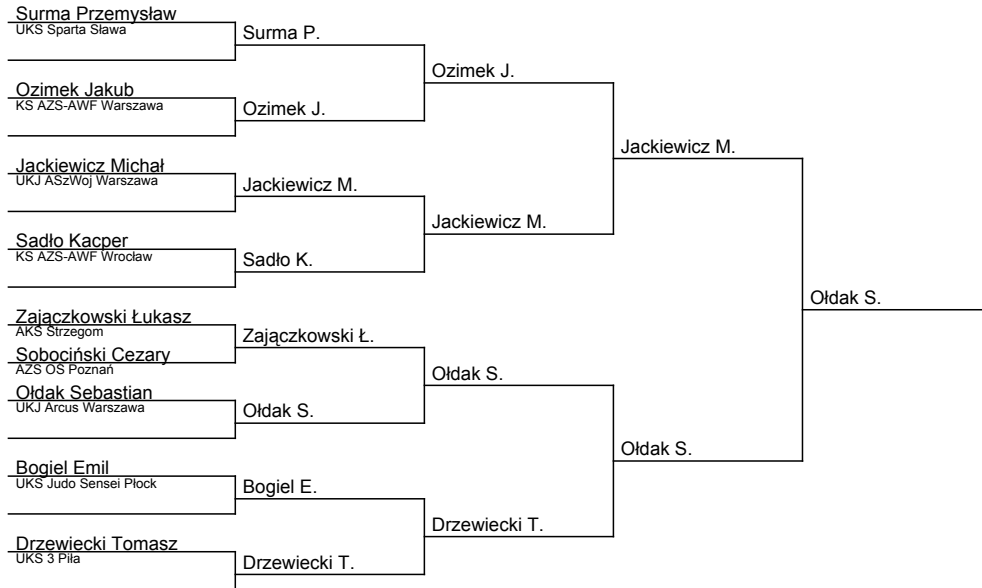 Surma Przemysław
UKS Sparta Sława
Surma P.
Ozimek J.
Ozimek Jakub
KS AZS-AWF Warszawa
Ozimek J.
Jackiewicz M.
Jackiewicz Michał
UKJ ASzWoj Warszawa
Jackiewicz M.
Jackiewicz M.
Sadło Kacper
KS AZS-AWF Wrocław
Sadło K.
Ołdak S.
Zajączkowski Łukasz
AKS Strzegom
Zajączkowski Ł.
Sobociński Cezary
AZS OŚ Poznań
Ołdak S.
Ołdak Sebastian
UKJ Arcus Warszawa
Ołdak S.
Ołdak S.
Bogiel Emil
UKS Judo Sensei Płock
Bogiel E.
Drzewiecki T.
Drzewiecki Tomasz
UKS 3 Piła
Drzewiecki T.